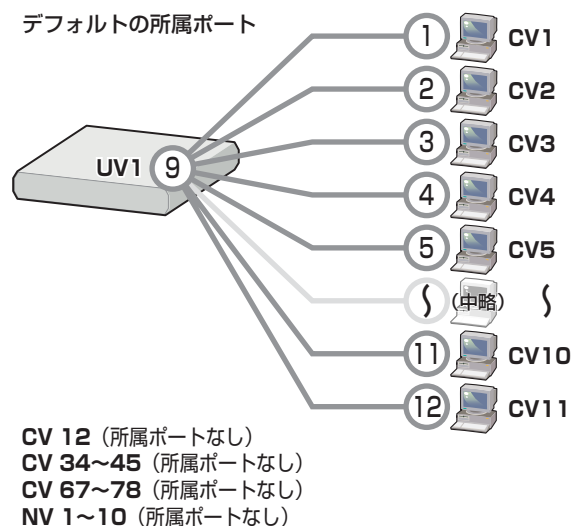 デフォルトの所属ポート
1 CV1
2 CV2
3 CV3
UV1 9
4 CV4
5 CV5
〜 (中略) 〜
11 CV10
12 CV11
CV 12（所属ポートなし）
CV 34〜45（所属ポートなし）
CV 67〜78（所属ポートなし）
NV 1〜10（所属ポートなし）